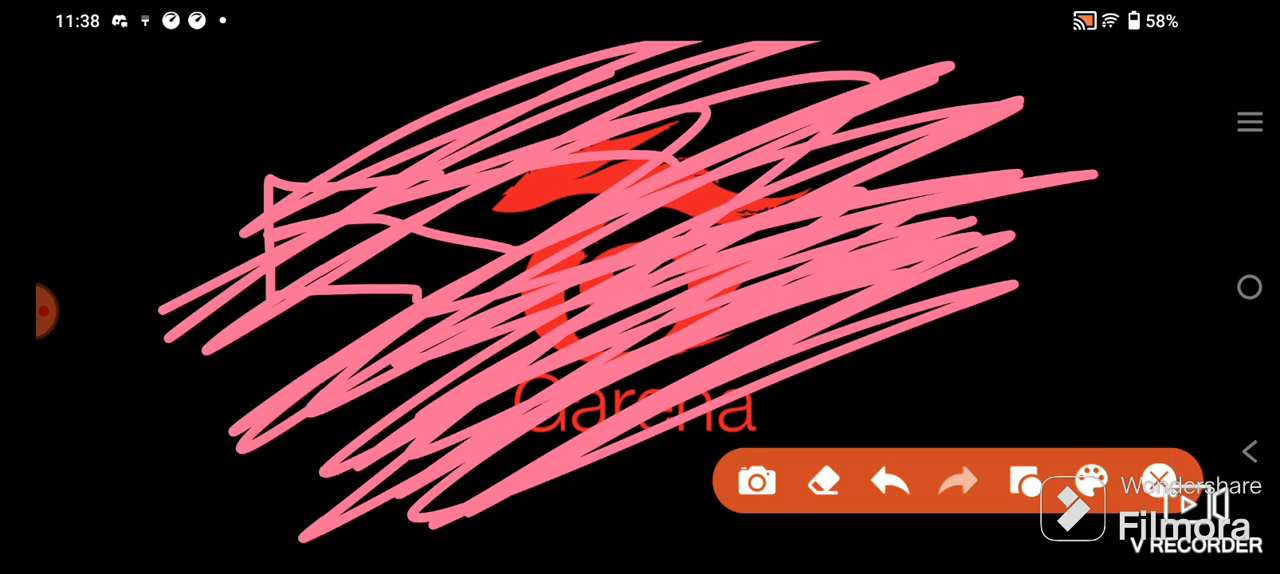 11:38
58%
Garena
Wondershare
Filmora
V RECORDER